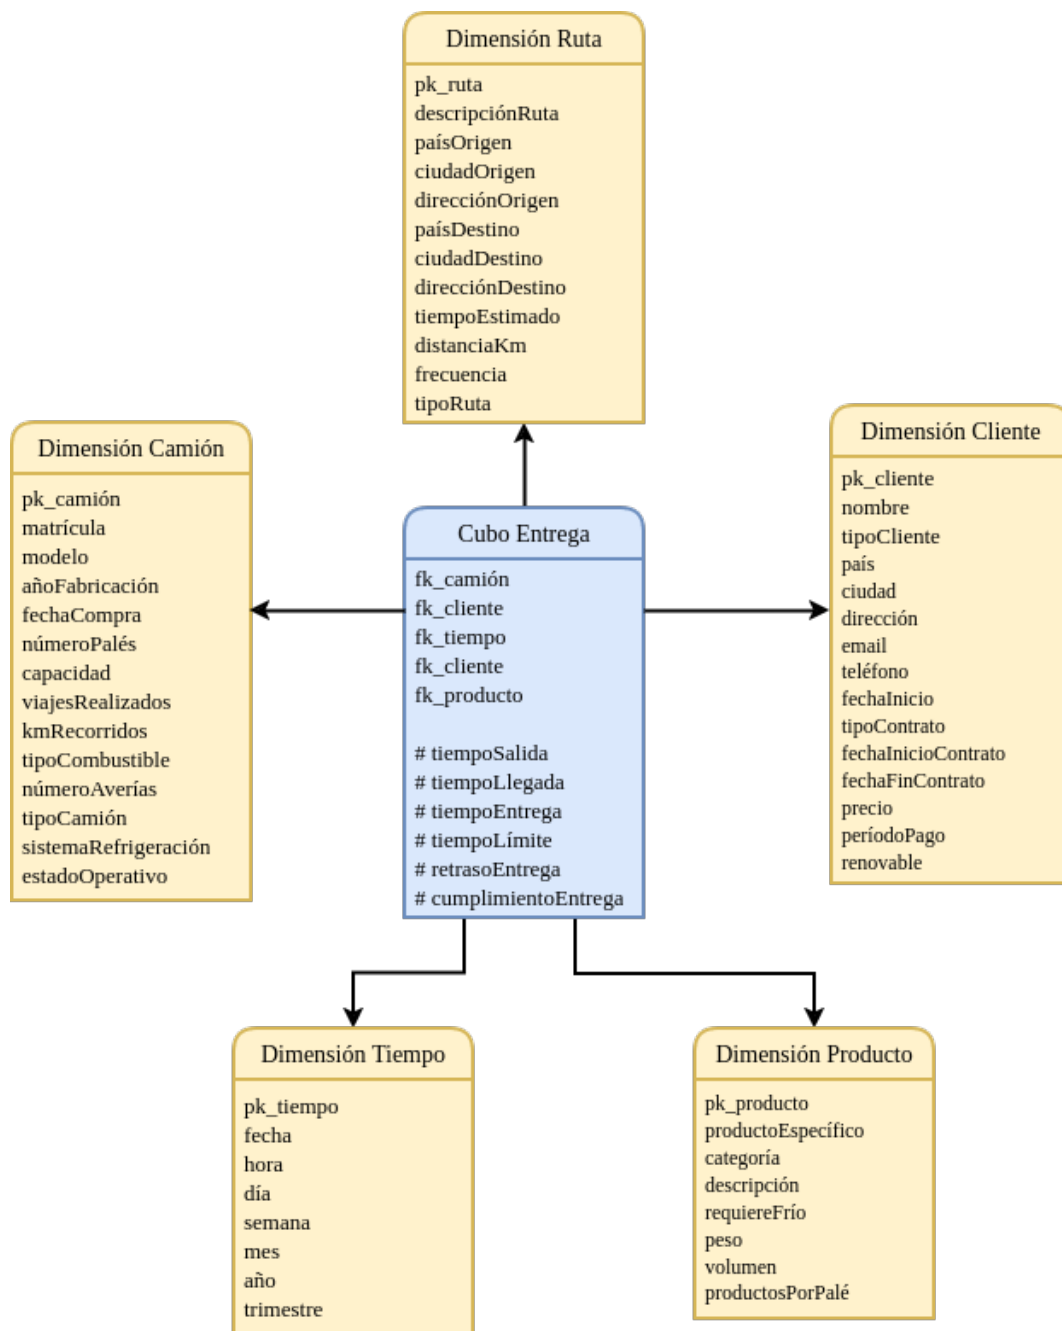 Dimensión Ruta
pk_ruta
descripciónRuta
paísOrigen
ciudadOrigen
direcciónOrigen
paísDestino
ciudadDestino
direcciónDestino
tiempoEstimado
distanciaKm
frecuencia
tipoRuta
Dimensión Camión
pk_camión
matrícula
modelo
añoFabricación
fechaCompra
númeroPalés
capacidad
viajesRealizados
kmRecorridos
tipoCombustible
númeroAverías
tipoCamión
sistemaRefrigeración
estadoOperativo
Cubo Entrega
fk_camión
fk_cliente
fk_tiempo
fk_cliente
fk_producto
# tiempoSalida
# tiempoLlegada
# tiempoEntrega
# tiempoLímite
# retrasoEntrega
# cumplimientoEntrega
Dimensión Cliente
pk_cliente
nombre
tipoCliente
país
ciudad
dirección
email
teléfono
fechaInicio
tipoContrato
fechaInicioContrato
fechaFinContrato
precio
períodoPago
renovable
Dimensión Tiempo
pk_tiempo
fecha
hora
día
semana
mes
año
trimestre
Dimensión Producto
pk_producto
productoEspecífico
categoría
descripción
requiereFrío
peso
volumen
productosPorPalé